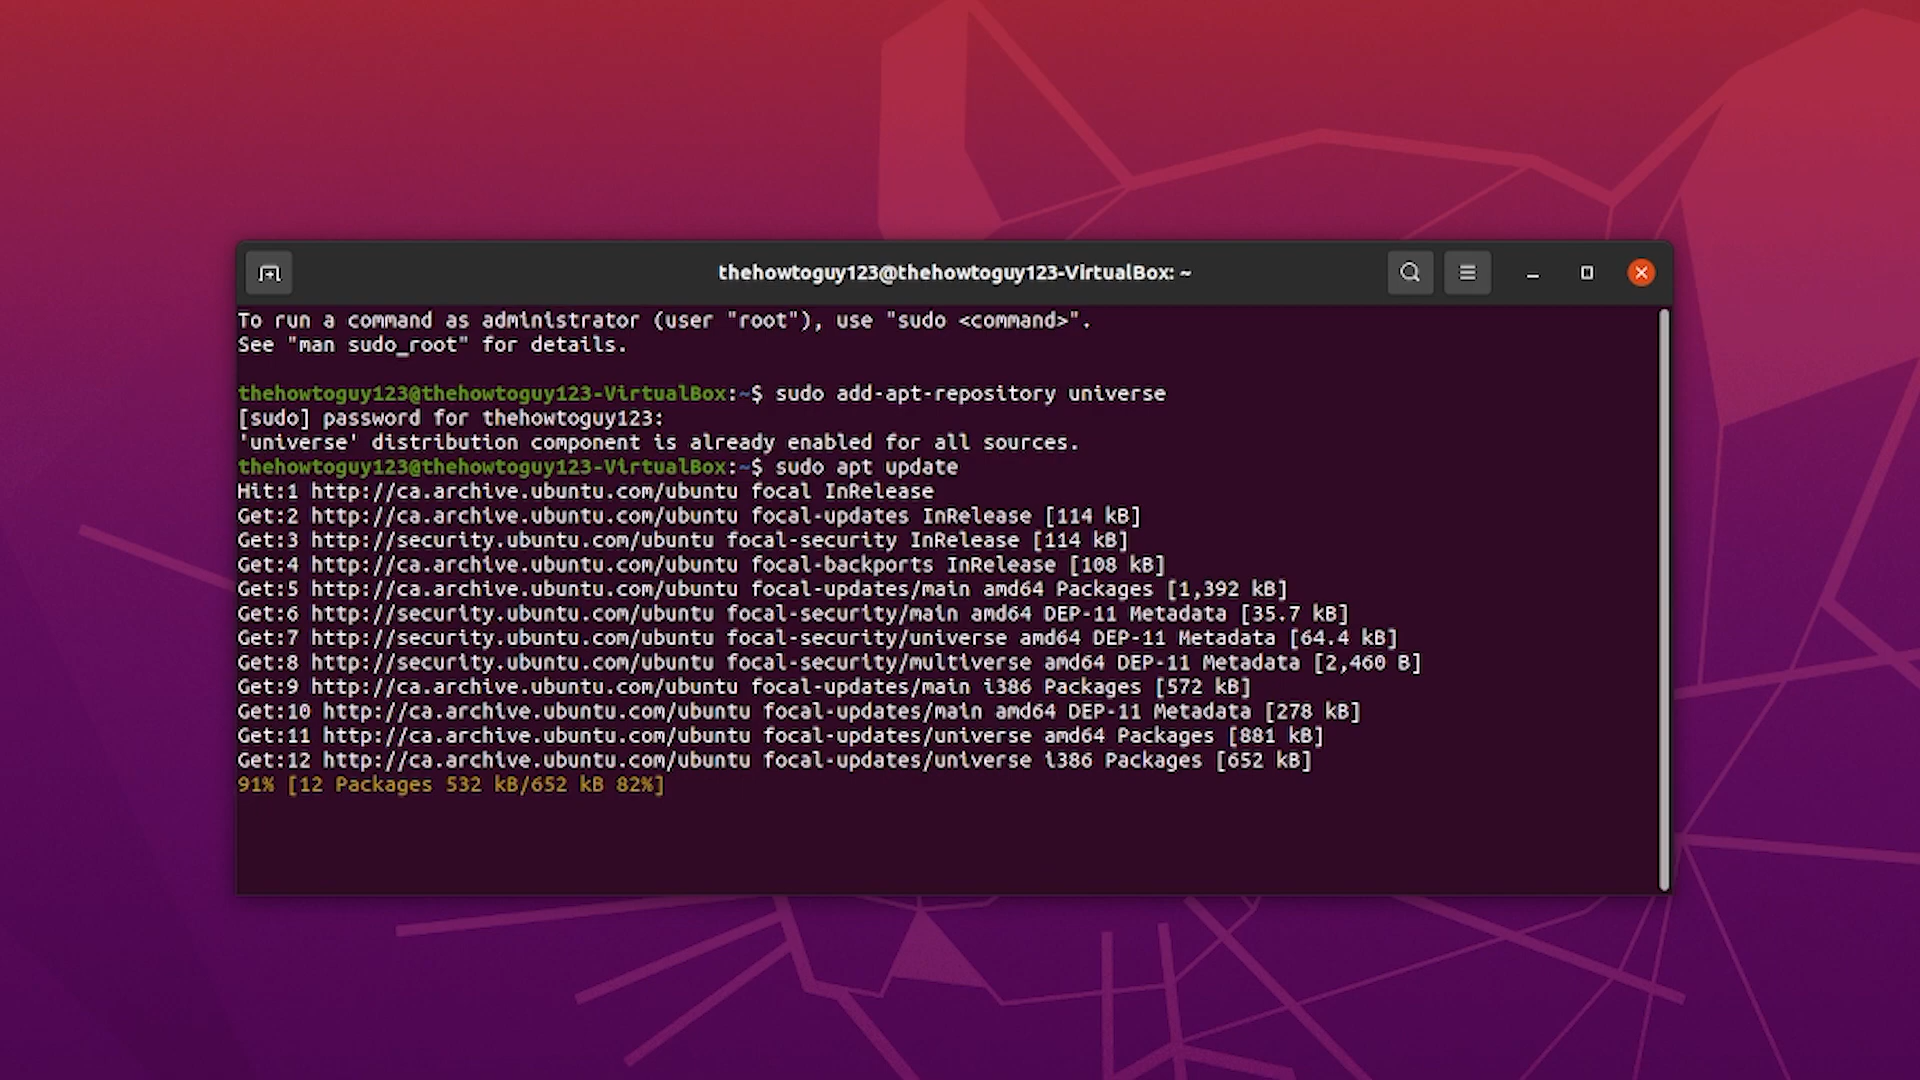 thehowtoguy123@thehowtoguy123-VirtualBox: ~
To run a command as administrator (user "root"), use "sudo <command>".
See "man sudo_root" for details.
thehowtoguy123@thehowtoguy123-VirtualBox:~$ sudo add-apt-repository universe
[sudo] password for thehowtoguy123:
'universe' distribution component is already enabled for all sources.
thehowtoguy123@thehowtoguy123-VirtualBox:~$ sudo apt update
Hit:1 http://ca.archive.ubuntu.com/ubuntu focal InRelease
Get:2 http://ca.archive.ubuntu.com/ubuntu focal-updates InRelease [114 kB]
Get:3 http://security.ubuntu.com/ubuntu focal-security InRelease [114 kB]
Get:4 http://ca.archive.ubuntu.com/ubuntu focal-backports InRelease [108 kB]
Get:5 http://ca.archive.ubuntu.com/ubuntu focal-updates/main amd64 Packages [1,392 kB]
Get:6 http://security.ubuntu.com/ubuntu focal-security/main amd64 DEP-11 Metadata [35.7 kB]
Get:7 http://security.ubuntu.com/ubuntu focal-security/universe amd64 DEP-11 Metadata [64.4 kB]
Get:8 http://security.ubuntu.com/ubuntu focal-security/multiverse amd64 DEP-11 Metadata [2,460 B]
Get:9 http://ca.archive.ubuntu.com/ubuntu focal-updates/main i386 Packages [572 kB]
Get:10 http://ca.archive.ubuntu.com/ubuntu focal-updates/main amd64 DEP-11 Metadata [278 kB]
Get:11 http://ca.archive.ubuntu.com/ubuntu focal-updates/universe amd64 Packages [881 kB]
Get:12 http://ca.archive.ubuntu.com/ubuntu focal-updates/universe i386 Packages [652 kB]
91% [12 Packages 532 kB/652 kB 82%]